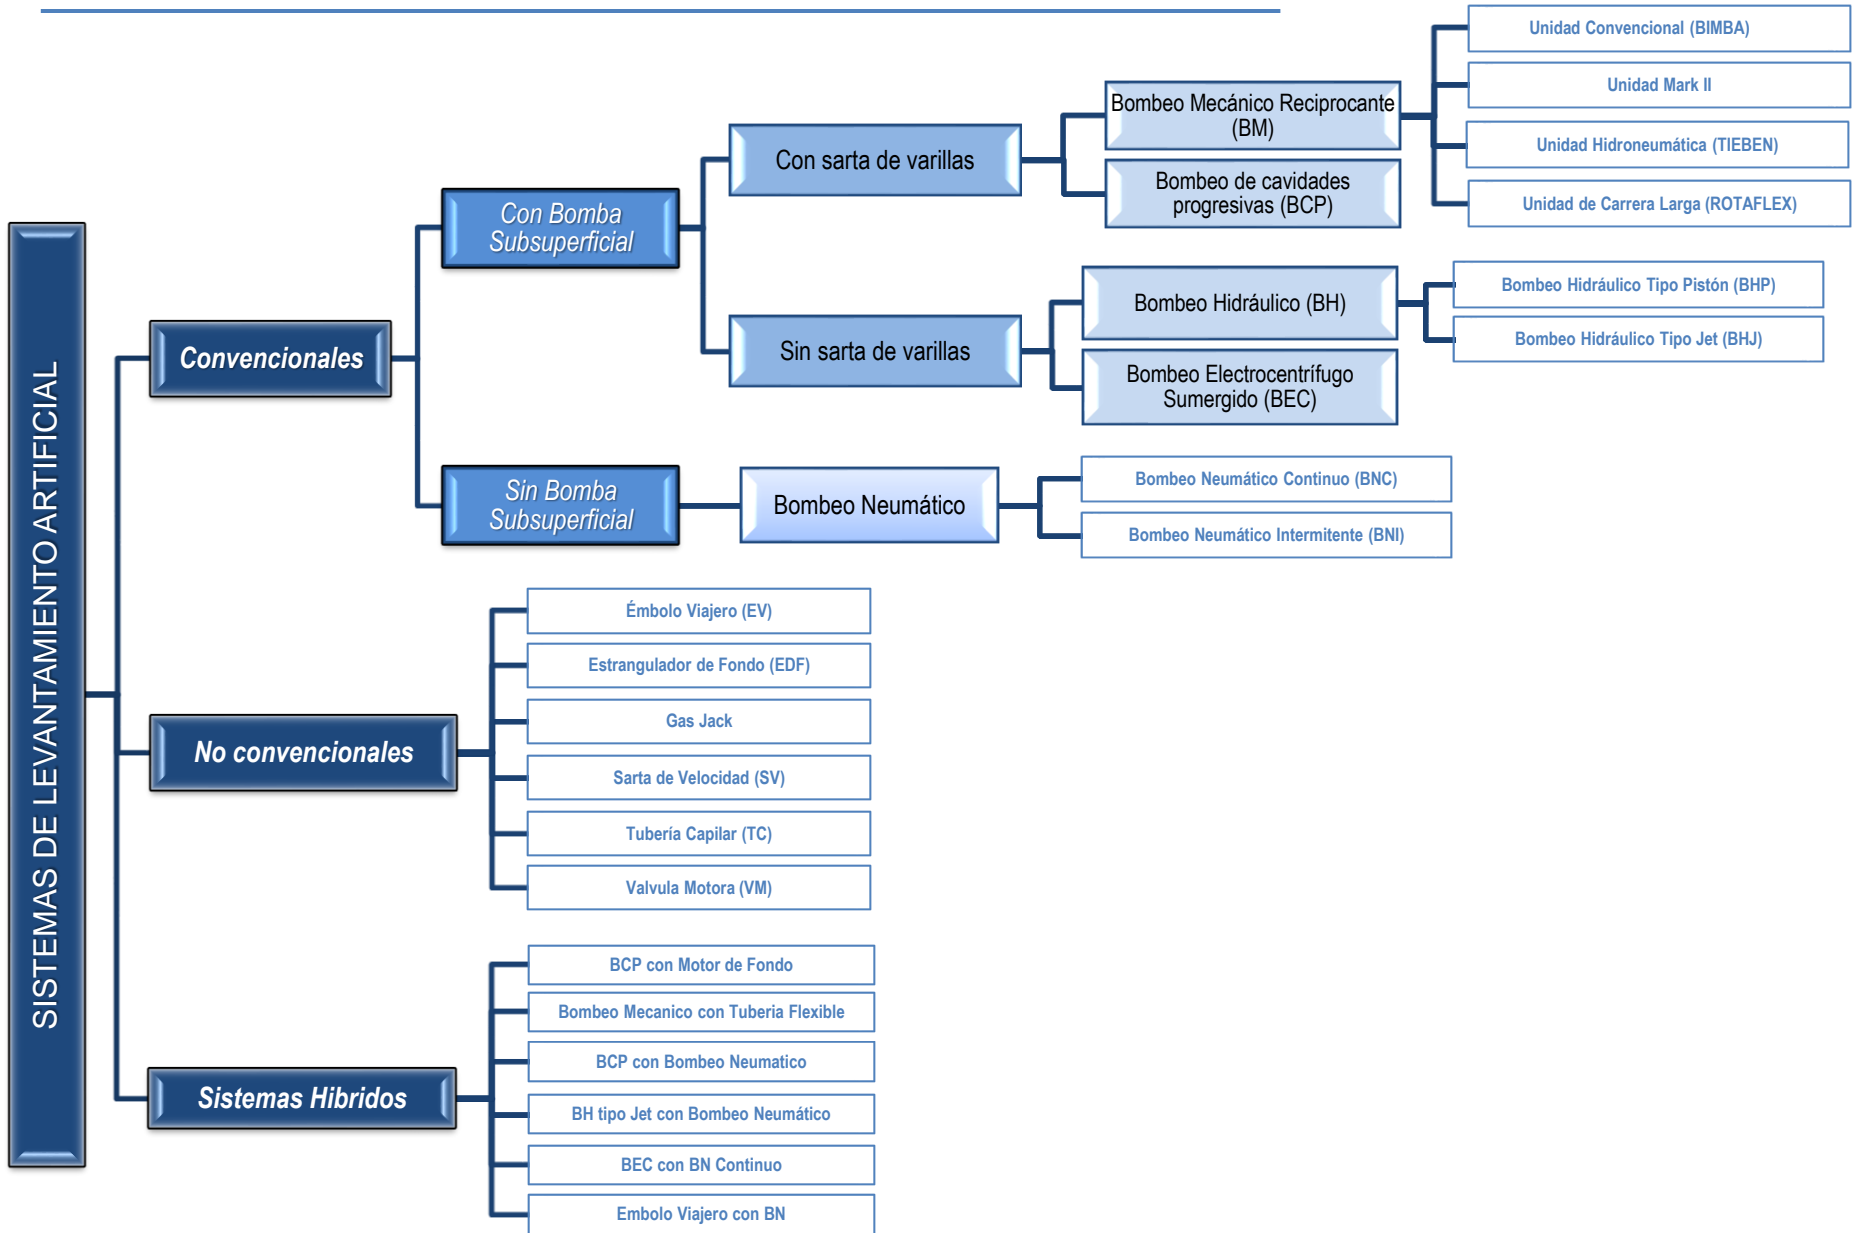 SISTEMAS DE LEVANTAMIENTO ARTIFICIAL
Convencionales
Con Bomba
Subsuperficial
Con sarta de varillas
Bombeo Mecánico Reciprocante
(BM)
Unidad Convencional (BIMBA)
Unidad Mark II
Unidad Hidroneumática (TIEBEN)
Unidad de Carrera Larga (ROTAFLEX)
Bombeo de cavidades
progresivas (BCP)
Sin sarta de varillas
Bombeo Hidráulico (BH)
Bombeo Hidráulico Tipo Pistón (BHP)
Bombeo Hidráulico Tipo Jet (BHJ)
Bombeo Electrocentrífugo
Sumergido (BEC)
Sin Bomba
Subsuperficial
Bombeo Neumático
Bombeo Neumático Continuo (BNC)
Bombeo Neumático Intermitente (BNI)
No convencionales
Émbolo Viajero (EV)
Estrangulador de Fondo (EDF)
Gas Jack
Sarta de Velocidad (SV)
Tubería Capilar (TC)
Valvula Motora (VM)
Sistemas Hibridos
BCP con Motor de Fondo
Bombeo Mecanico con Tuberia Flexible
BCP con Bombeo Neumatico
BH tipo Jet con Bombeo Neumático
BEC con BN Continuo
Embolo Viajero con BN